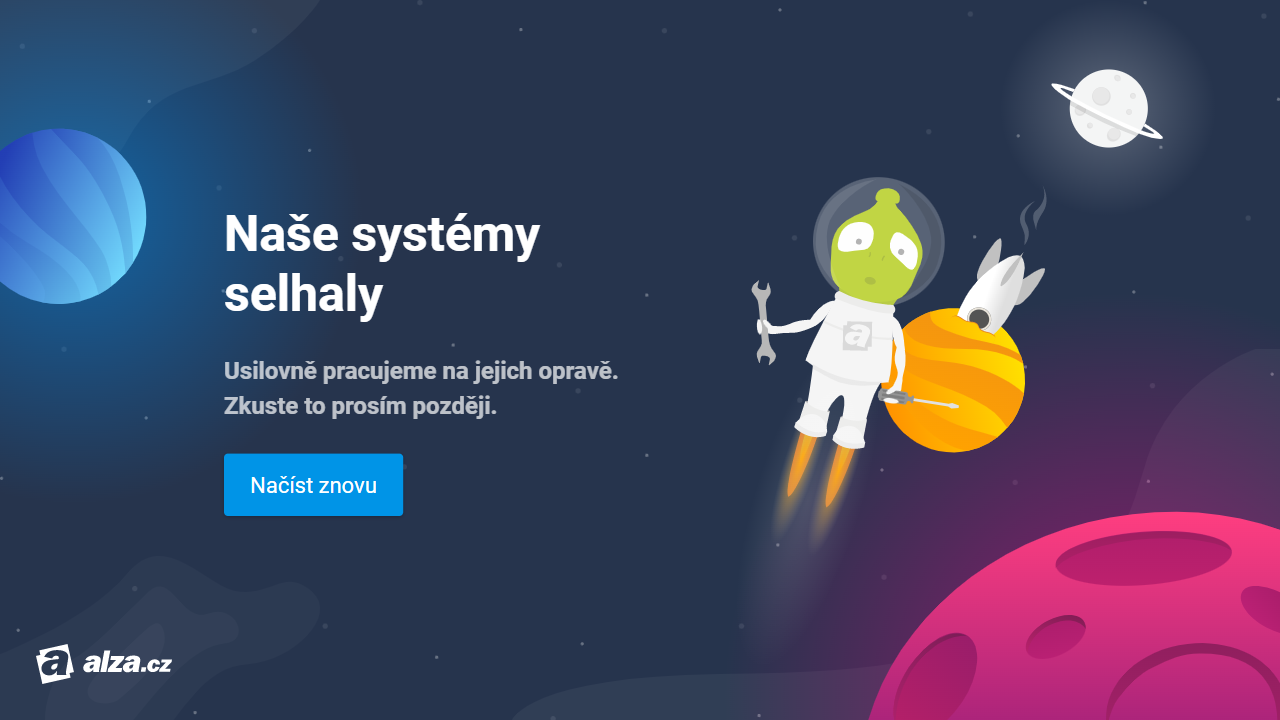 Naše systémy
selhaly
Usilovně pracujeme na jejich opravě.
Zkuste to prosím později.
Načíst znovu
a alza.cz
a